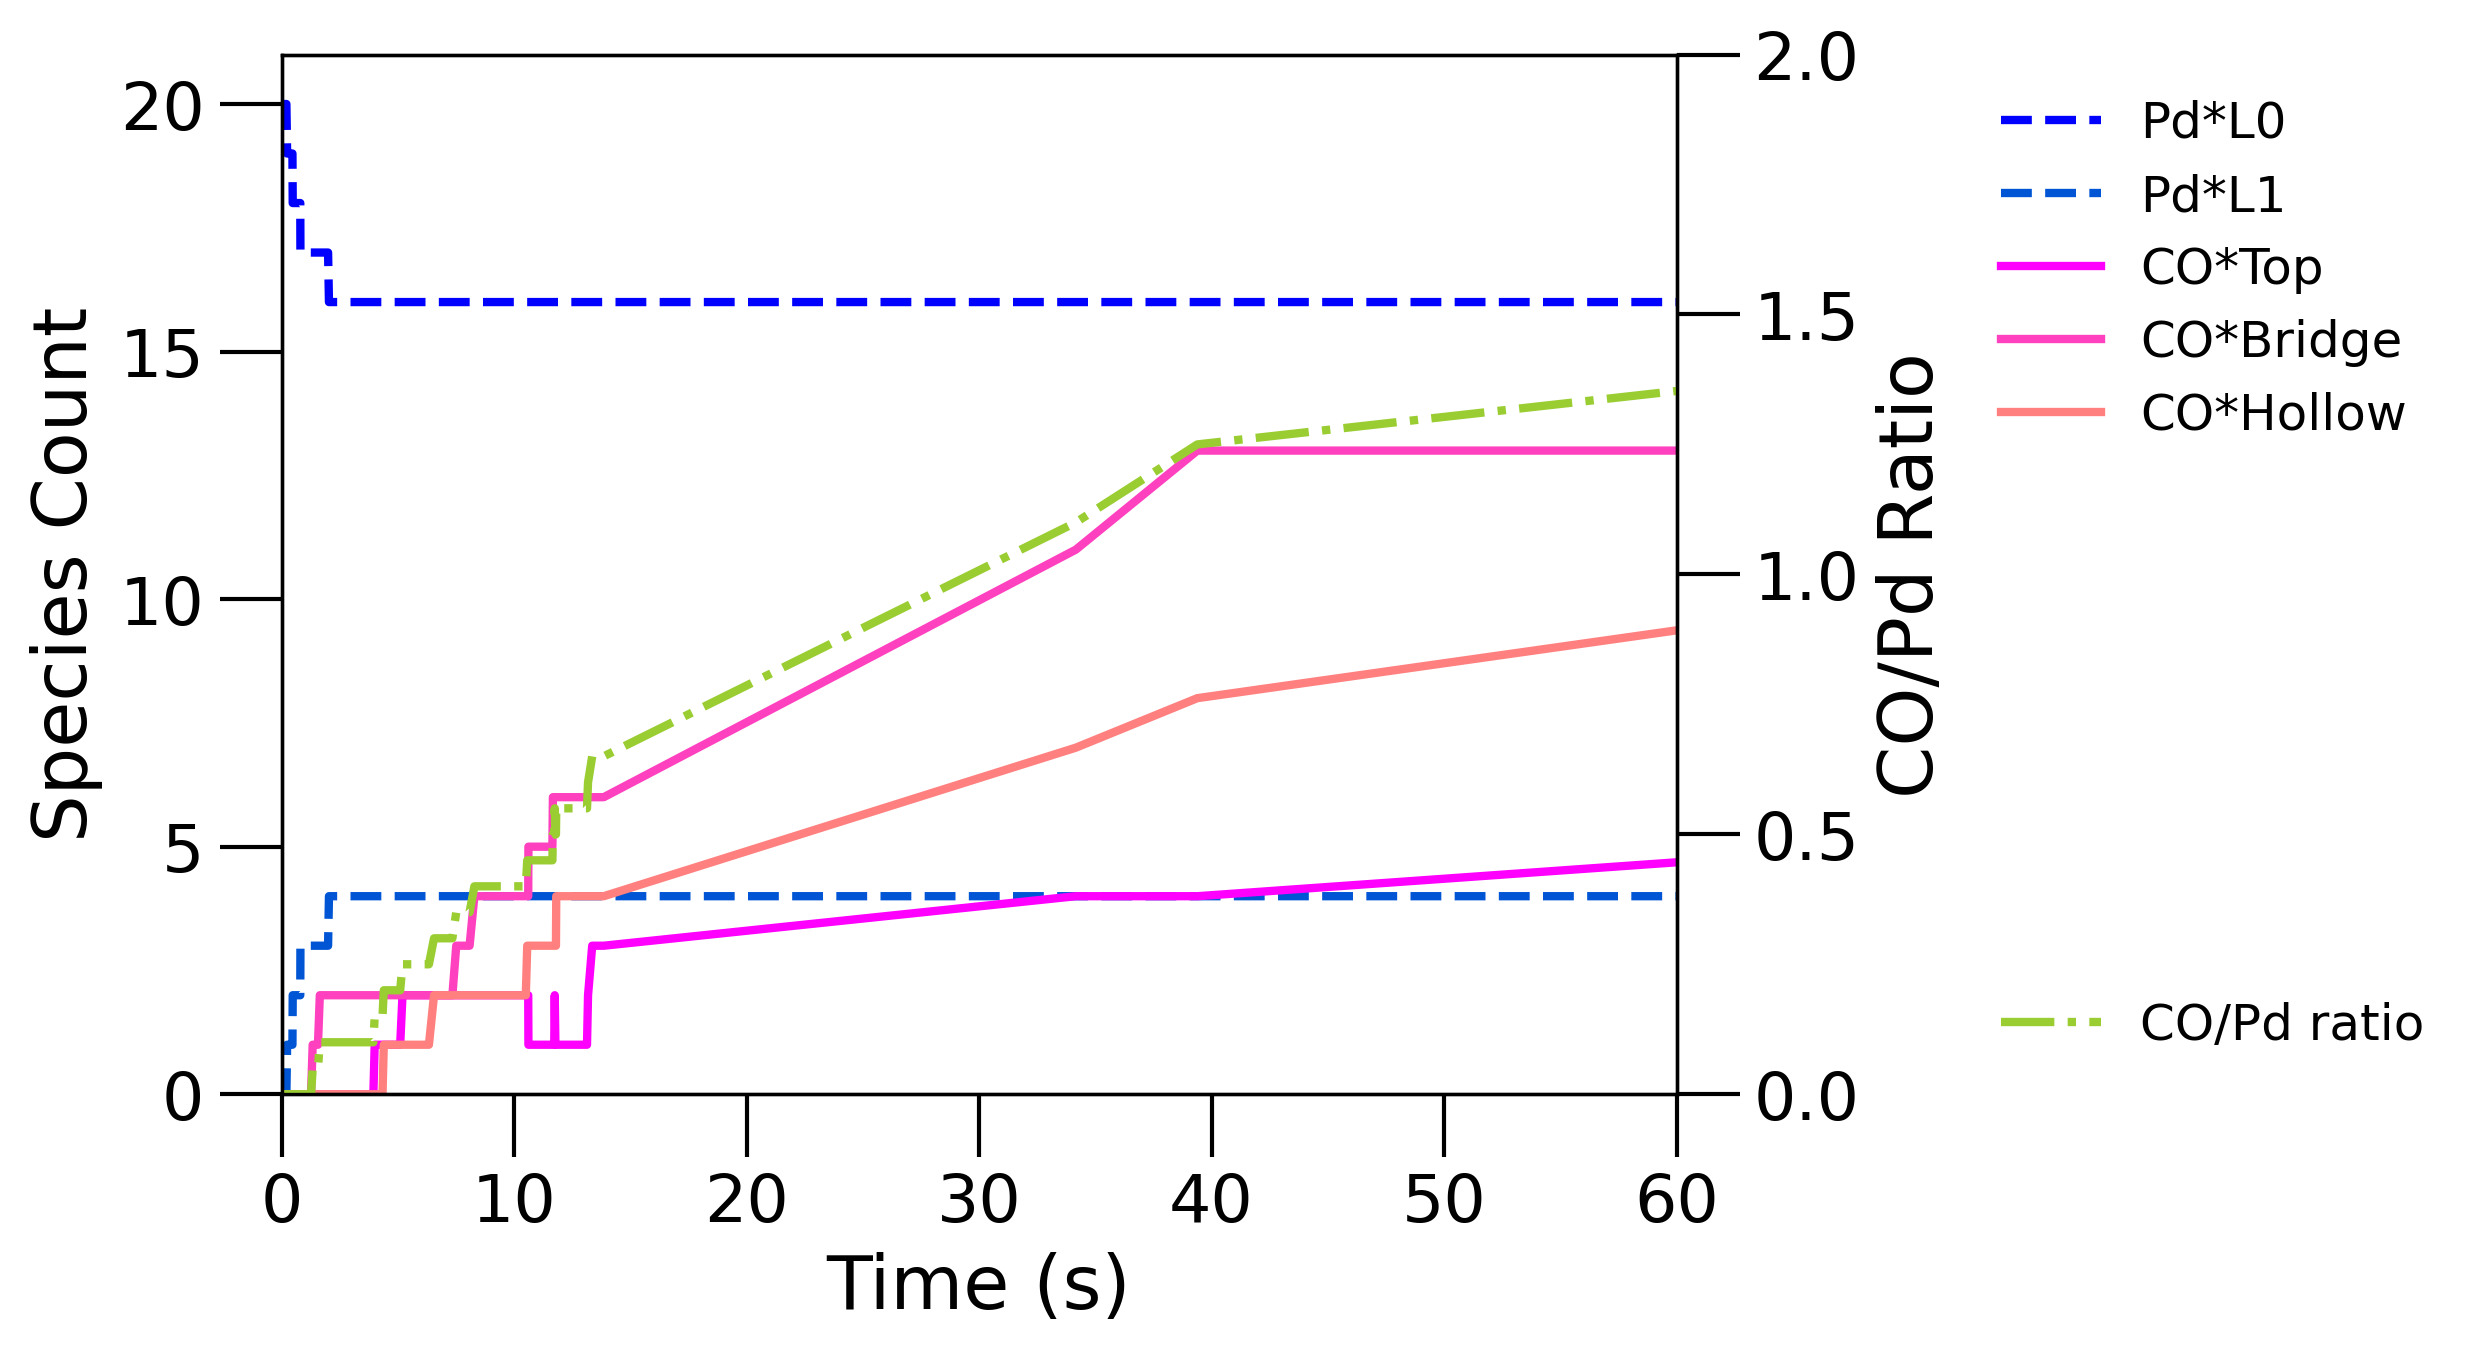 Species Count
20
15
10
5
0
0 10 20 30 40 50 60
Time (s)
2.0
1.5
1.0
0.5
0.0
CO/Pd Ratio
Pd*L0
Pd*L1
CO*Top
CO*Bridge
CO*Hollow
CO/Pd ratio